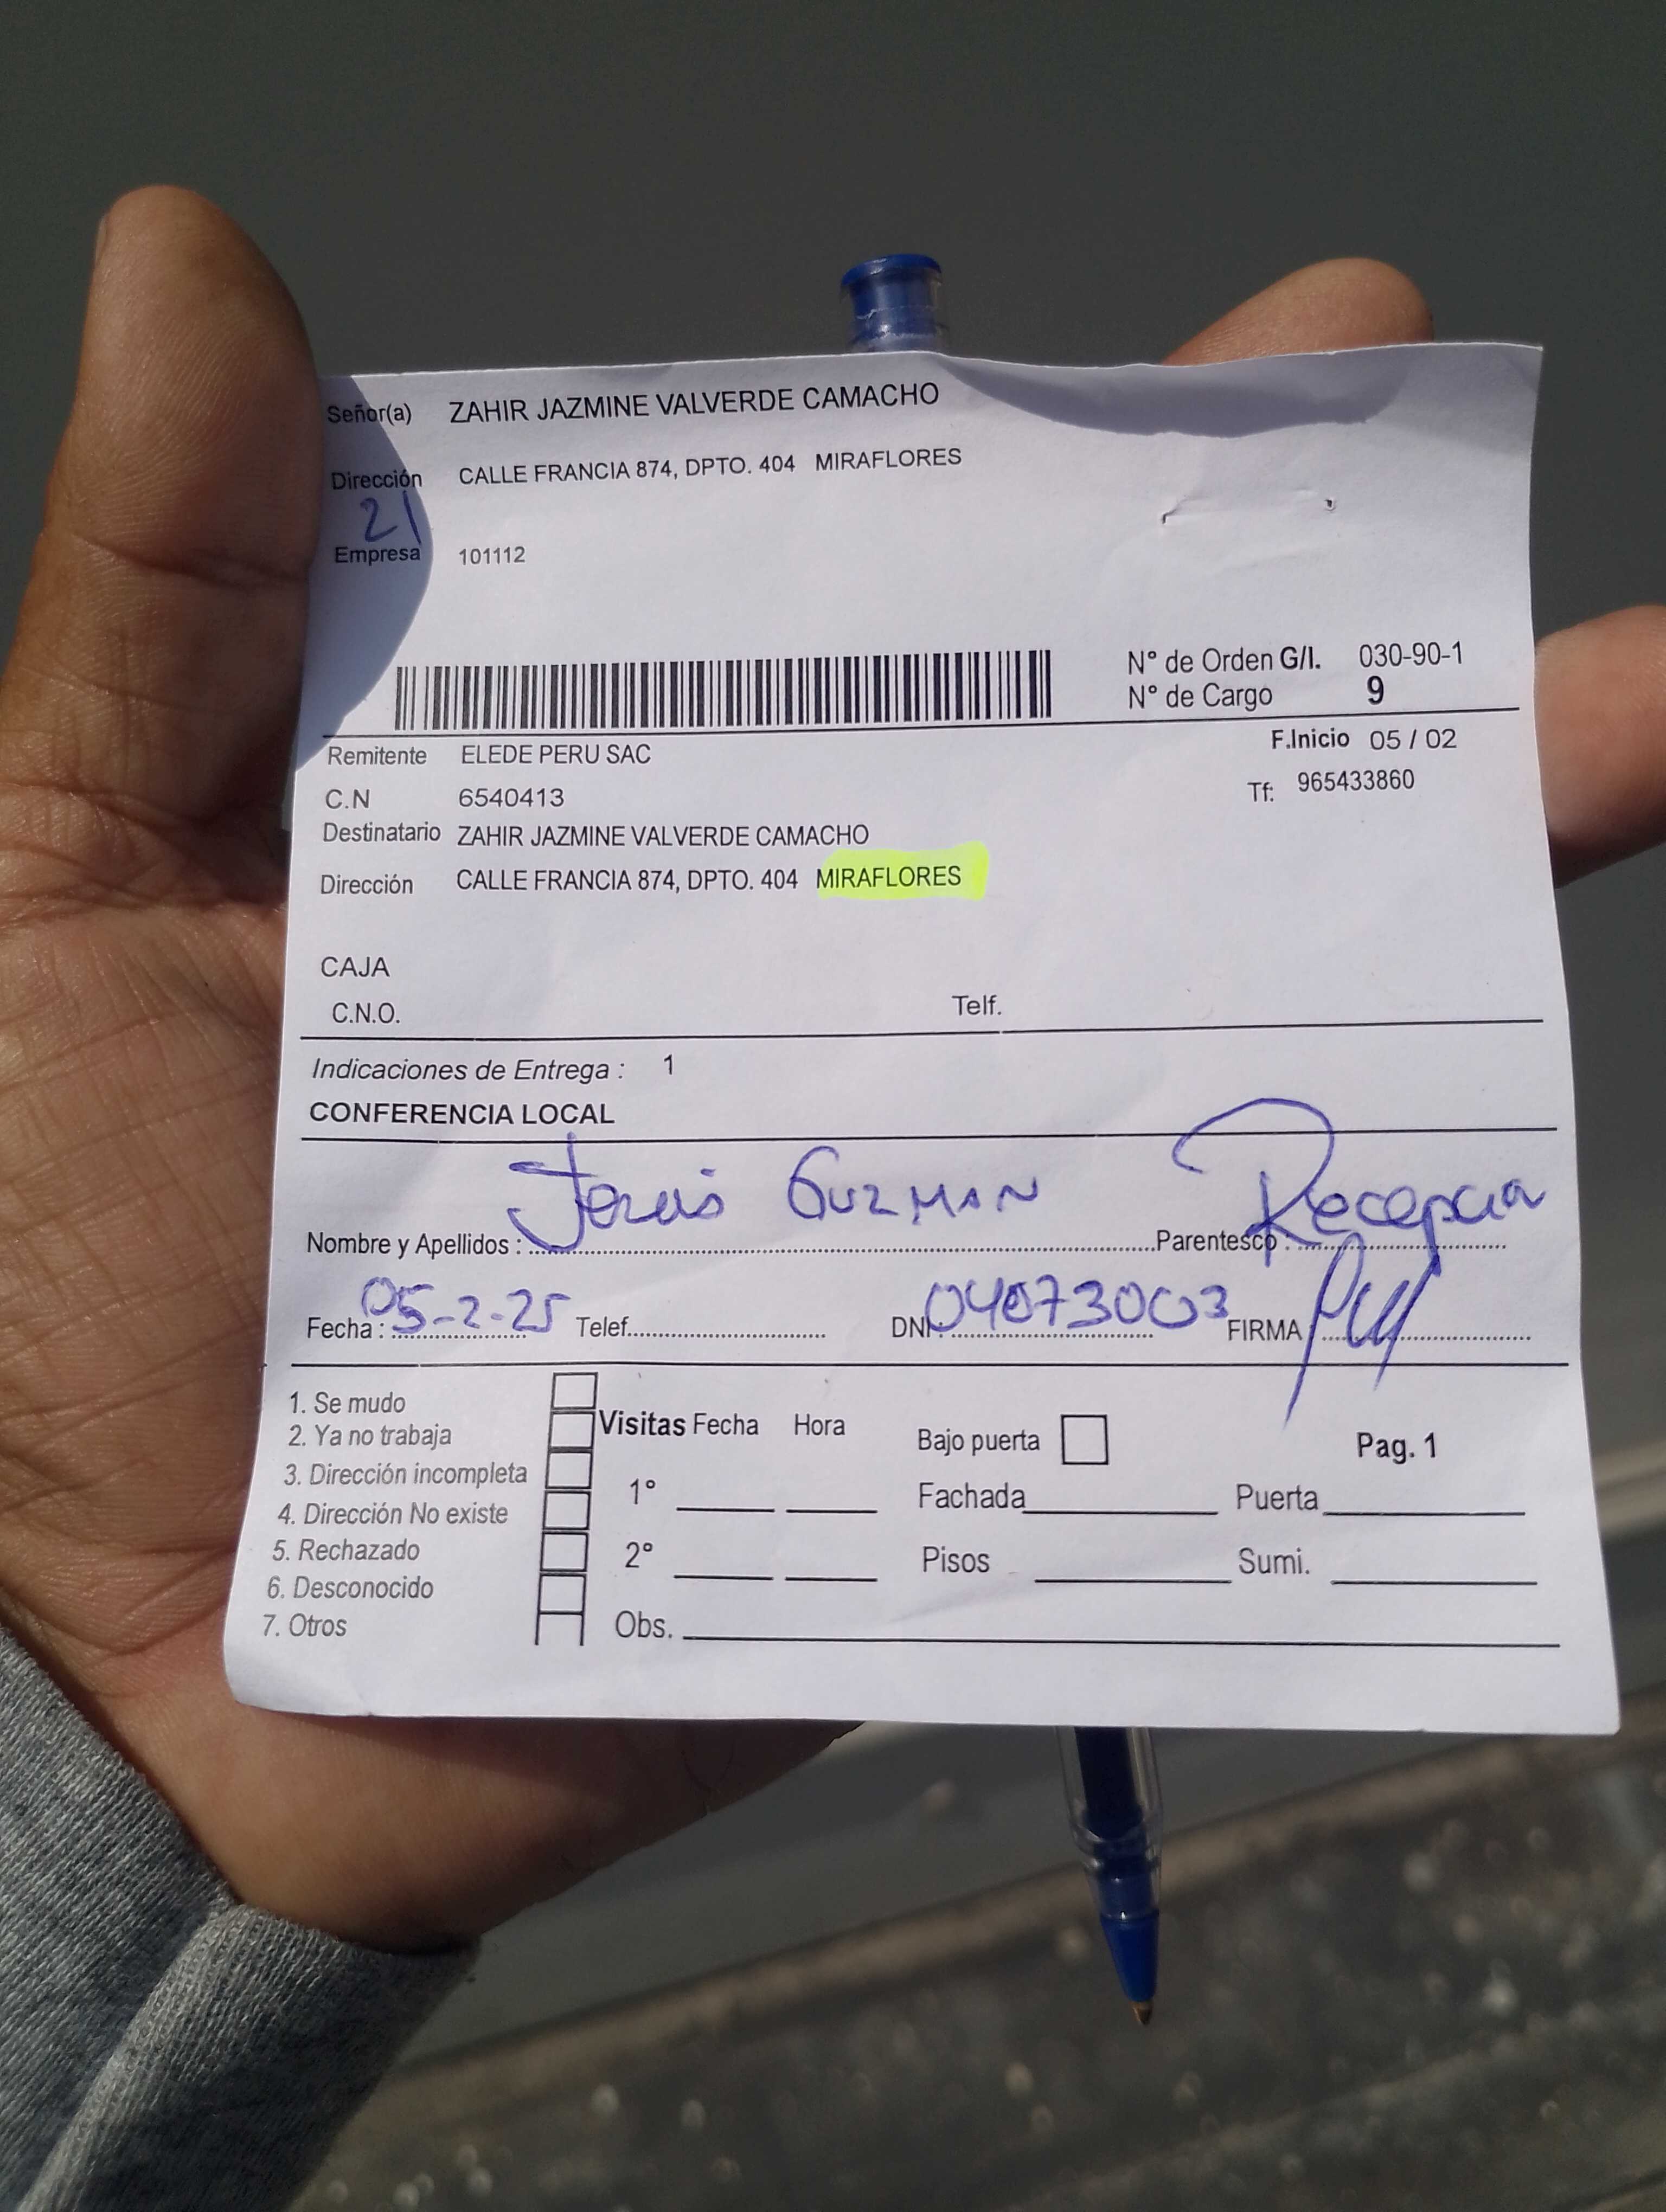 Señor(a) ZAHIR JAZMINE VALVERDE CAMACHO
Dirección CALLE FRANCIA 874, DPTO. 404 MIRAFLORES
21
Empresa 101112
N° de Orden G/I. 030-90-1
N° de Cargo 9
Remitente ELEDE PERU SAC F.Inicio 05 / 02
C.N 6540413 Tf: 965433860
Destinatario ZAHIR JAZMINE VALVERDE CAMACHO
Dirección CALLE FRANCIA 874, DPTO. 404 MIRAFLORES
CAJA
C.N.O. Telf.
Indicaciones de Entrega : 1
CONFERENCIA LOCAL
Nombre y Apellidos : Jesús GUZMAN Parentesco : Recepcion
Fecha : 05-2-25 Telef. DNI: 04073003 FIRMA
1. Se mudo
2. Ya no trabaja
3. Dirección incompleta
4. Dirección No existe
5. Rechazado
6. Desconocido
7. Otros
Visitas Fecha Hora Bajo puerta Pag. 1
1° Fachada Puerta
2° Pisos Sumi.
Obs.